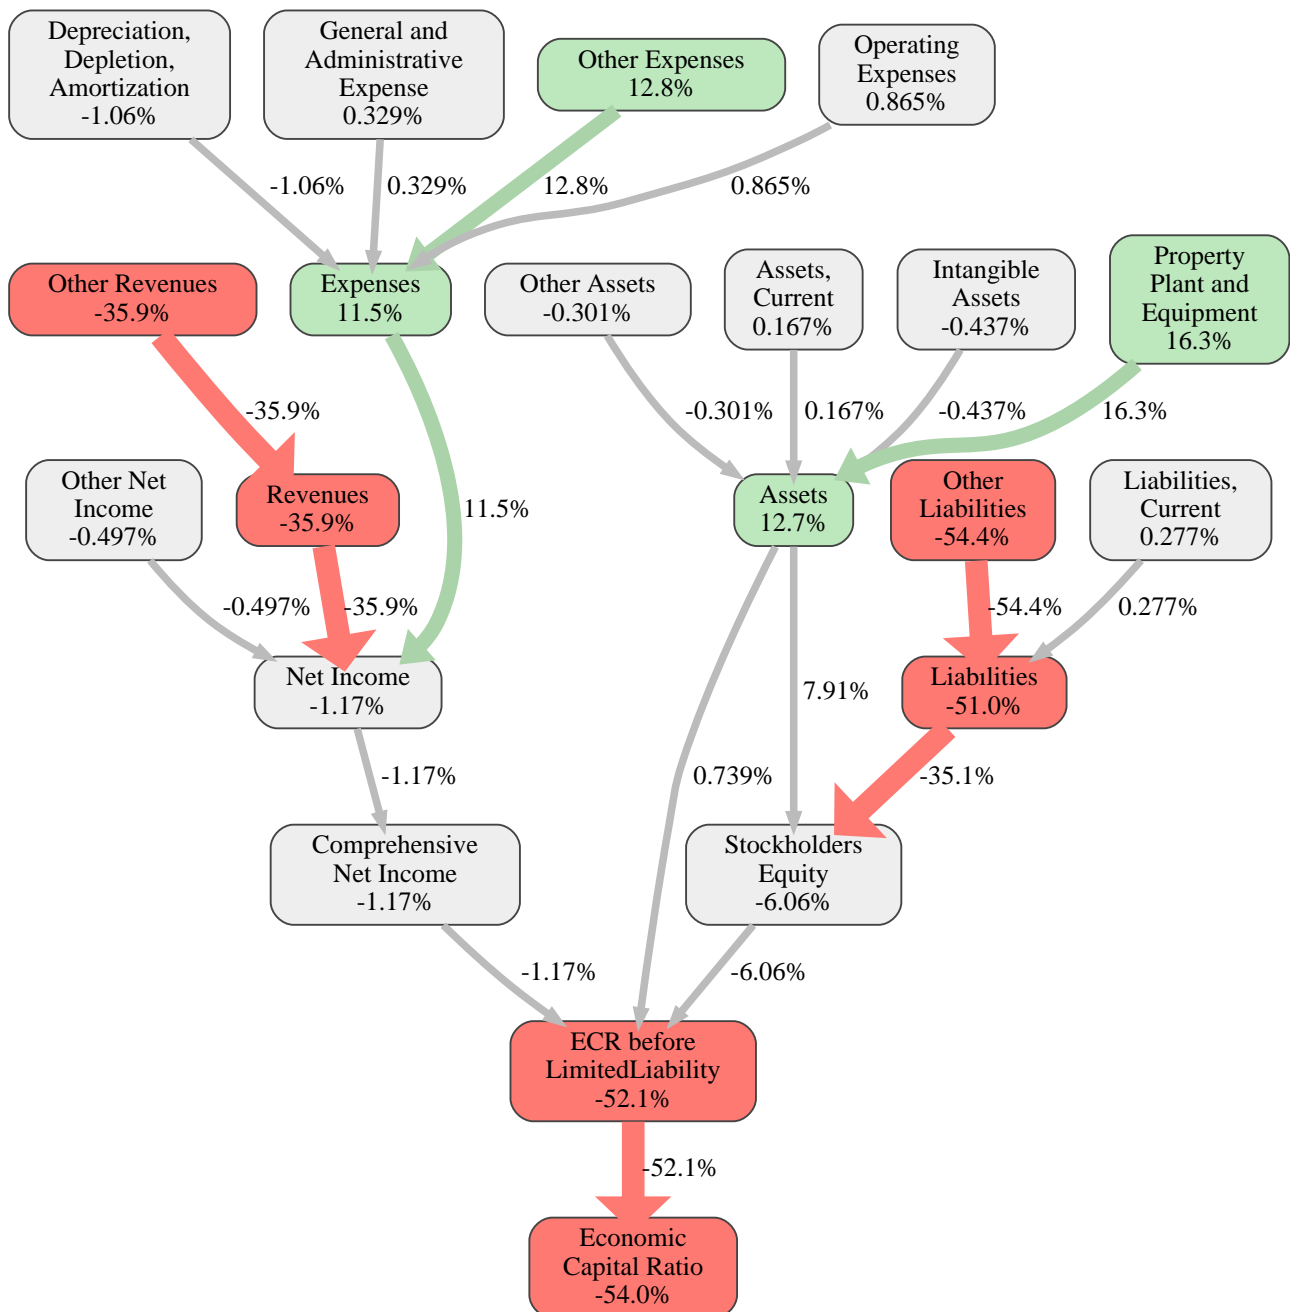 Depreciation,
Depletion,
Amortization
-1.06%
General and
Administrative
Expense
0.329%
Other Expenses
12.8%
Operating
Expenses
0.865%
-1.06%
0.329%
12.8%
0.865%
Other Revenues
-35.9%
Expenses
11.5%
Other Assets
-0.301%
Assets,
Current
0.167%
Intangible
Assets
-0.437%
Property
Plant and
Equipment
16.3%
-35.9%
-0.301%
0.167%
-0.437%
16.3%
Other Net
Income
-0.497%
Revenues
-35.9%
11.5%
Assets
12.7%
Other
Liabilities
-54.4%
Liabilities,
Current
0.277%
-0.497%
-35.9%
-54.4%
0.277%
Net Income
-1.17%
7.91%
Liabilities
-51.0%
-1.17%
0.739%
-35.1%
Comprehensive
Net Income
-1.17%
Stockholders
Equity
-6.06%
-1.17%
-6.06%
ECR before
LimitedLiability
-52.1%
-52.1%
Economic
Capital Ratio
-54.0%